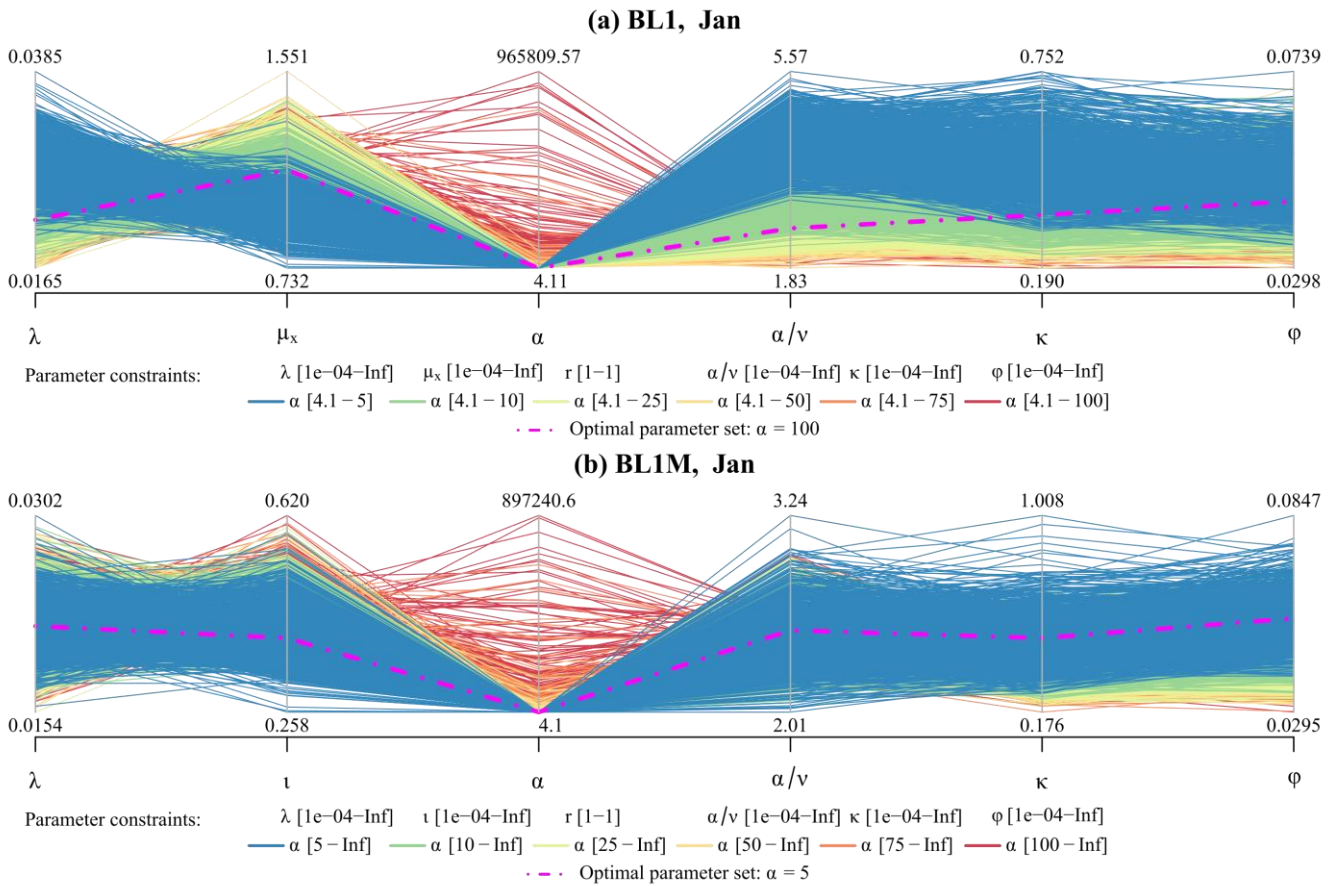 (a) BL1, Jan
0.0385 1.551 965809.57 5.57 0.752 0.0739
0.0165 0.732 4.11 1.83 0.190 0.0298
λ μx α α/ν κ φ
Parameter constraints: λ [1e−04−Inf] μx [1e−04−Inf] r [1−1] α/ν [1e−04−Inf] κ [1e−04−Inf] φ [1e−04−Inf]
α [4.1 − 5] α [4.1 − 10] α [4.1 − 25] α [4.1 − 50] α [4.1 − 75] α [4.1 − 100]
Optimal parameter set: α = 100
(b) BL1M, Jan
0.0302 0.620 897240.6 3.24 1.008 0.0847
0.0154 0.258 4.1 2.01 0.176 0.0295
λ ι α α/ν κ φ
Parameter constraints: λ [1e−04−Inf] ι [1e−04−Inf] r [1−1] α/ν [1e−04−Inf] κ [1e−04−Inf] φ [1e−04−Inf]
α [5 − Inf] α [10 − Inf] α [25 − Inf] α [50 − Inf] α [75 − Inf] α [100 − Inf]
Optimal parameter set: α = 5